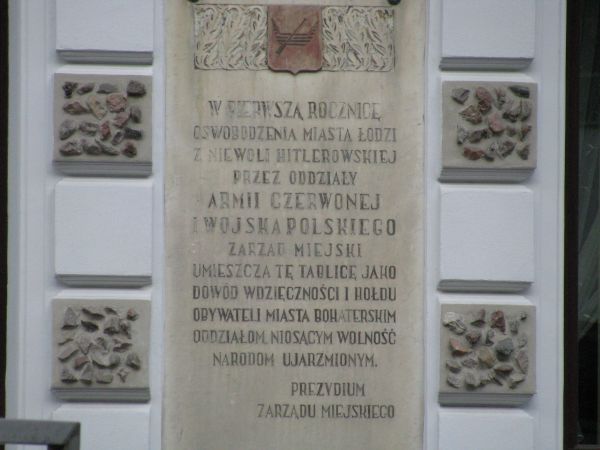 W PIERWSZĄ ROCZNICĘ
OSWOBODZENIA MIASTA ŁODZI
Z NIEWOLI HITLEROWSKIEJ
PRZEZ ODDZIAŁY
ARMII CZERWONEJ
I WOJSKA POLSKIEGO
ZARZĄD MIEJSKI
UMIESZCZA TĘ TABLICĘ JAKO
DOWÓD WDZIĘCZNOŚCI I HOŁDU
OBYWATELI MIASTA BOHATERSKIM
ODDZIAŁOM, NIOSĄCYM WOLNOŚĆ
NARODOM UJARZMIONYM.
PREZYDIUM
ZARZĄDU MIEJSKIEGO